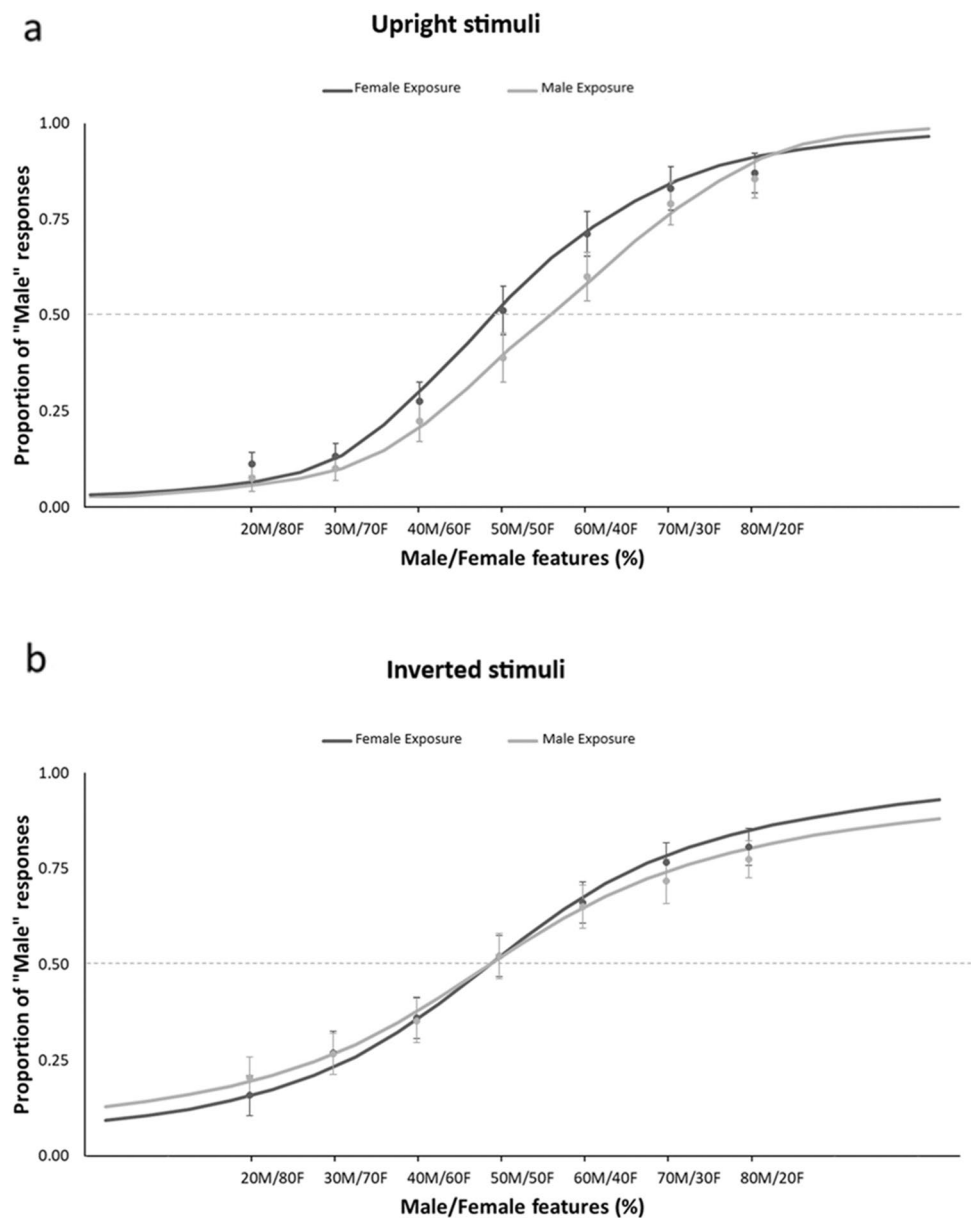 a
Upright stimuli
Female Exposure Male Exposure
1.00
0.75
0.50
0.25
0.00
Proportion of "Male" responses
20M/80F 30M/70F 40M/60F 50M/50F 60M/40F 70M/30F 80M/20F
Male/Female features (%)
b
Inverted stimuli
Female Exposure Male Exposure
1.00
0.75
0.50
0.25
0.00
Proportion of "Male" responses
20M/80F 30M/70F 40M/60F 50M/50F 60M/40F 70M/30F 80M/20F
Male/Female features (%)